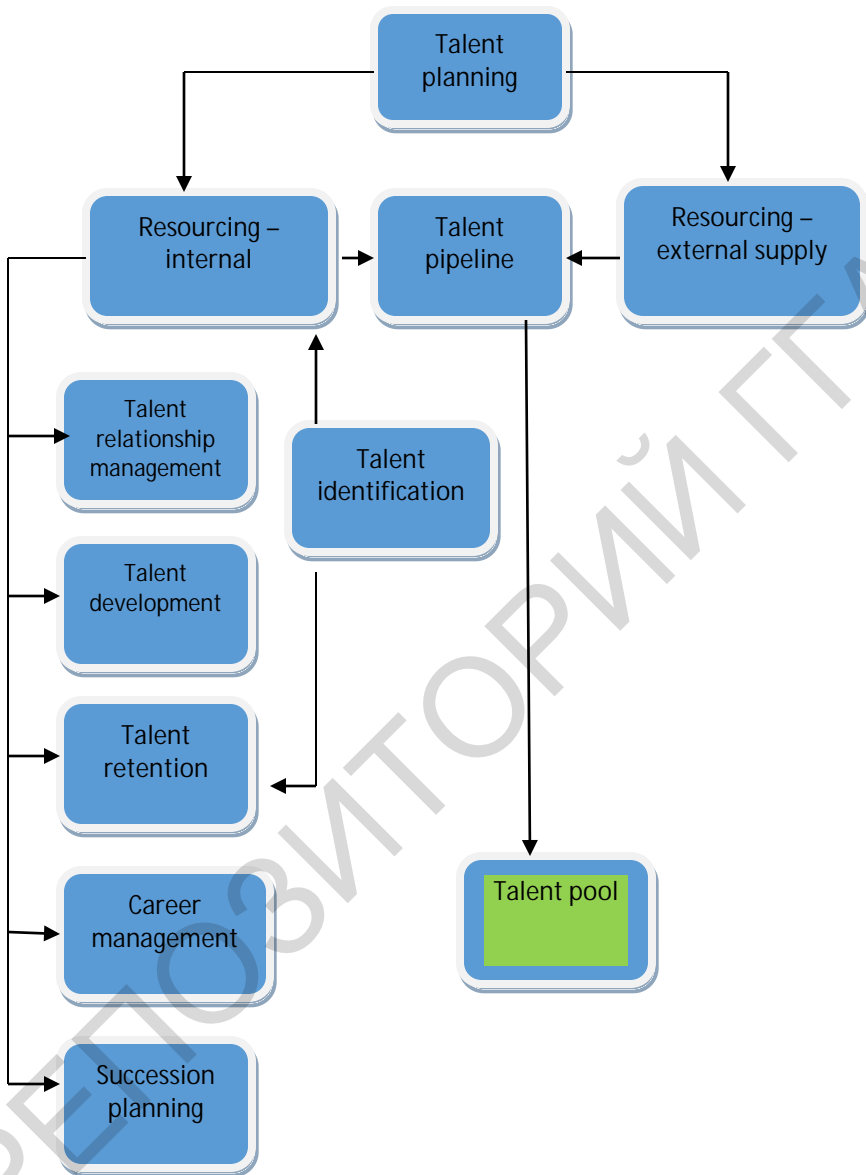 Talent
planning
Resourcing –
internal
Talent
pipeline
Resourcing –
external supply
Talent
relationship
management
Talent
identification
Talent
development
Talent
retention
Career
management
Talent pool
Succession
planning
РЕПОЗИТОРИЙ